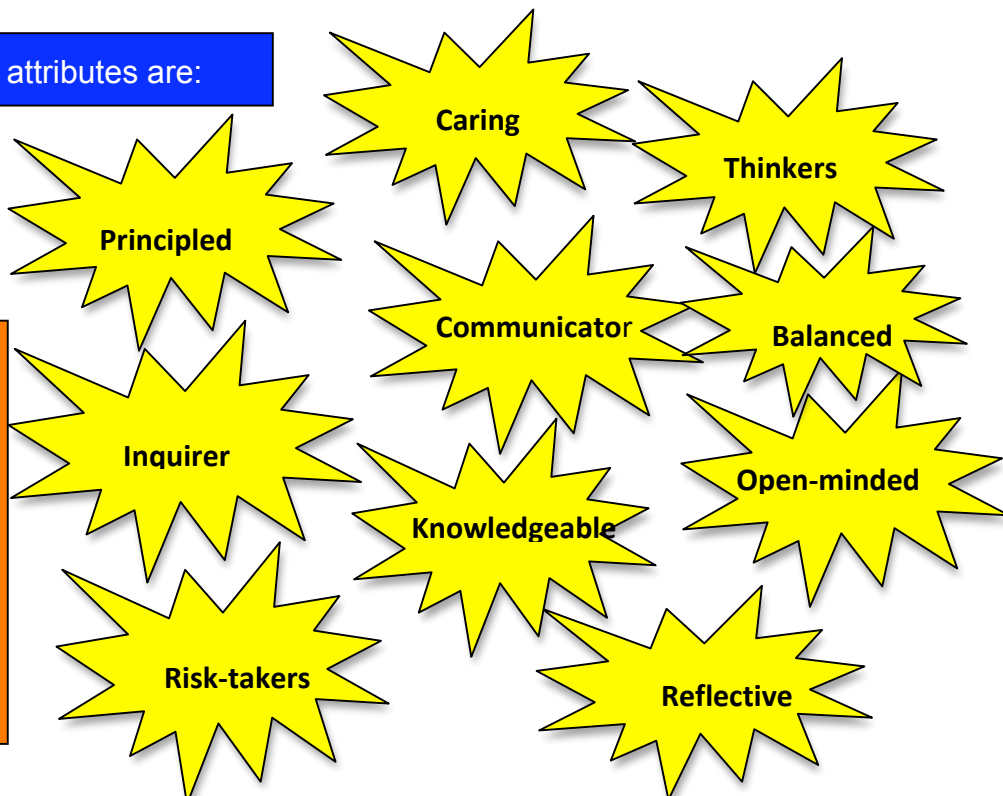 attributes are:
Caring
Thinkers
Principled
Communicator
Balanced
Inquirer
Open-minded
Knowledgeable
Risk-takers
Reflective